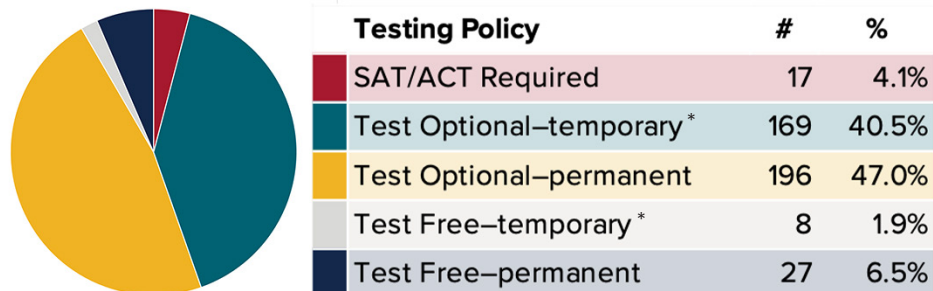 Testing Policy # %
SAT/ACT Required 17 4.1%
Test Optional–temporary* 169 40.5%
Test Optional–permanent 196 47.0%
Test Free–temporary* 8 1.9%
Test Free–permanent 27 6.5%